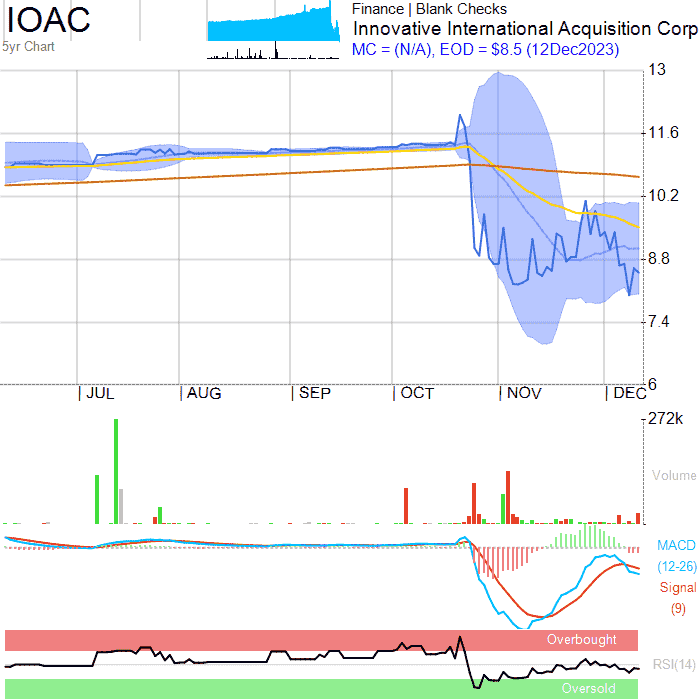 IOAC
5yr Chart
Finance | Blank Checks
Innovative International Acquisition Corp
MC = (N/A), EOD = $8.5 (12Dec2023)
13
11.6
10.2
8.8
7.4
6
| JUL | AUG | SEP | OCT | NOV | DEC
272k
Volume
MACD
(12-26)
Signal
(9)
Overbought
RSI(14)
Oversold